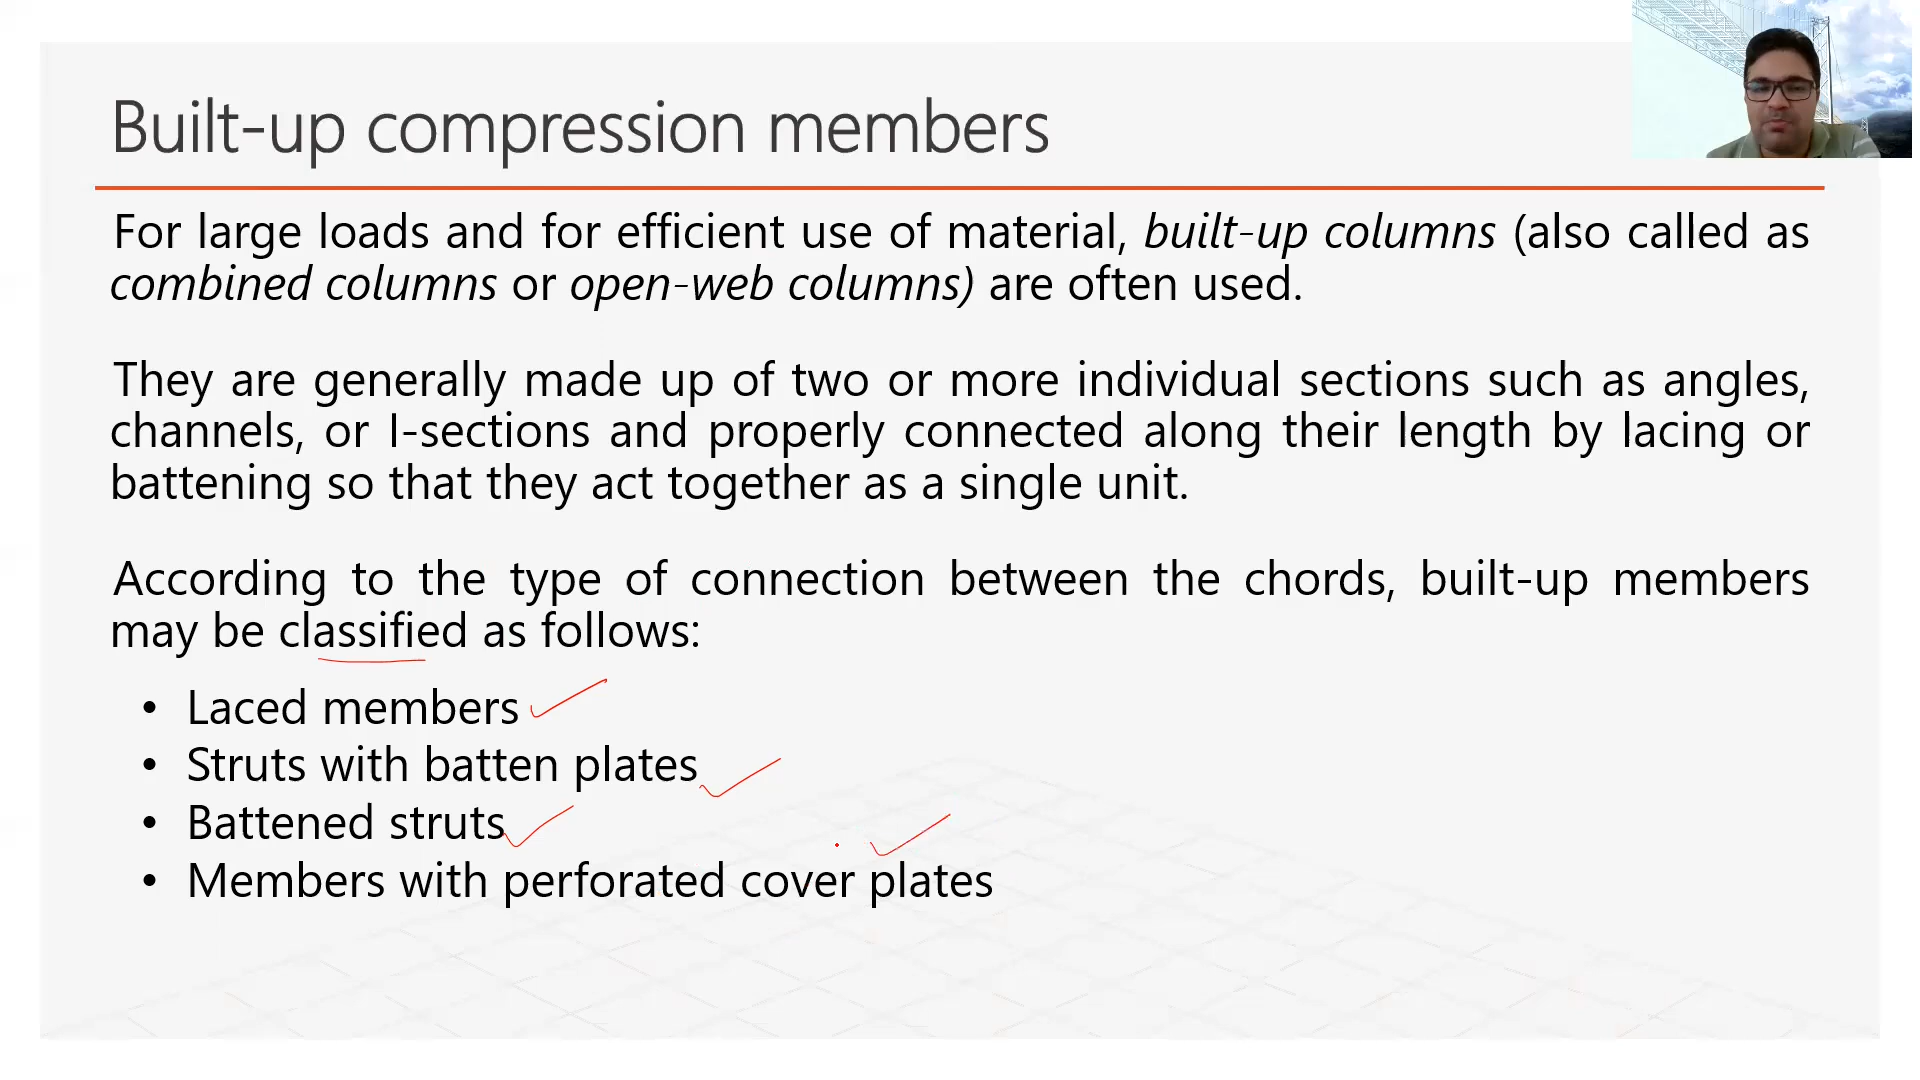 Built-up compression members
For large loads and for efficient use of material, built-up columns (also called as
combined columns or open-web columns) are often used.
They are generally made up of two or more individual sections such as angles,
channels, or I-sections and properly connected along their length by lacing or
battening so that they act together as a single unit.
According to the type of connection between the chords, built-up members
may be classified as follows:
• Laced members
• Struts with batten plates
• Battened struts
• Members with perforated cover plates